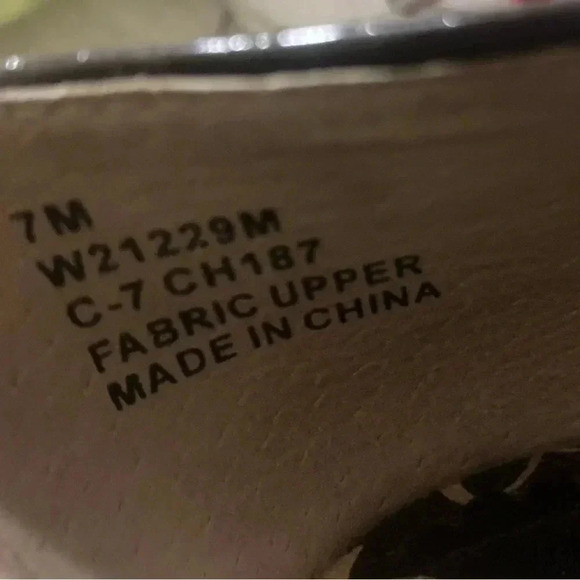 7M
W21229M
C-7 CH187
FABRIC UPPER
MADE IN CHINA